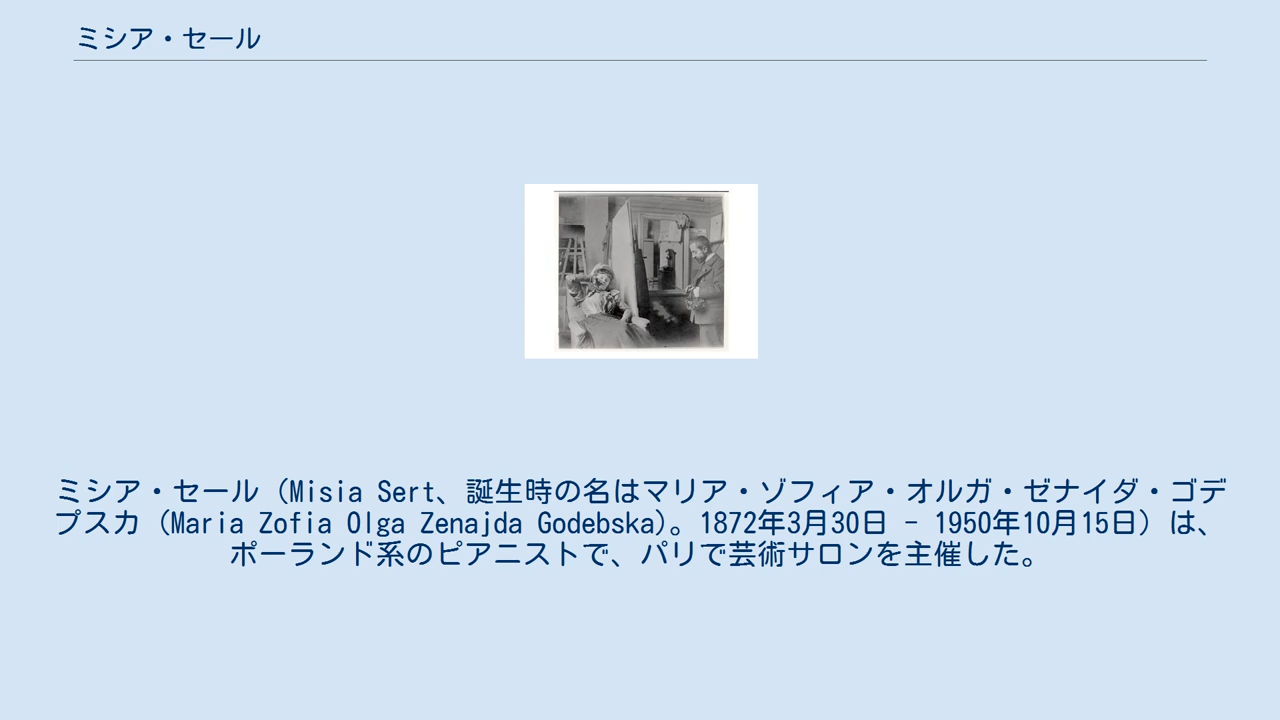 ミシア・セール
ミシア・セール（Misia Sert、誕生時の名はマリア・ゾフィア・オルガ・ゼナイダ・ゴデ
プスカ（Maria Zofia Olga Zenajda Godebska）。1872年3月30日 – 1950年10月15日）は、
ポーランド系のピアニストで、パリで芸術サロンを主催した。